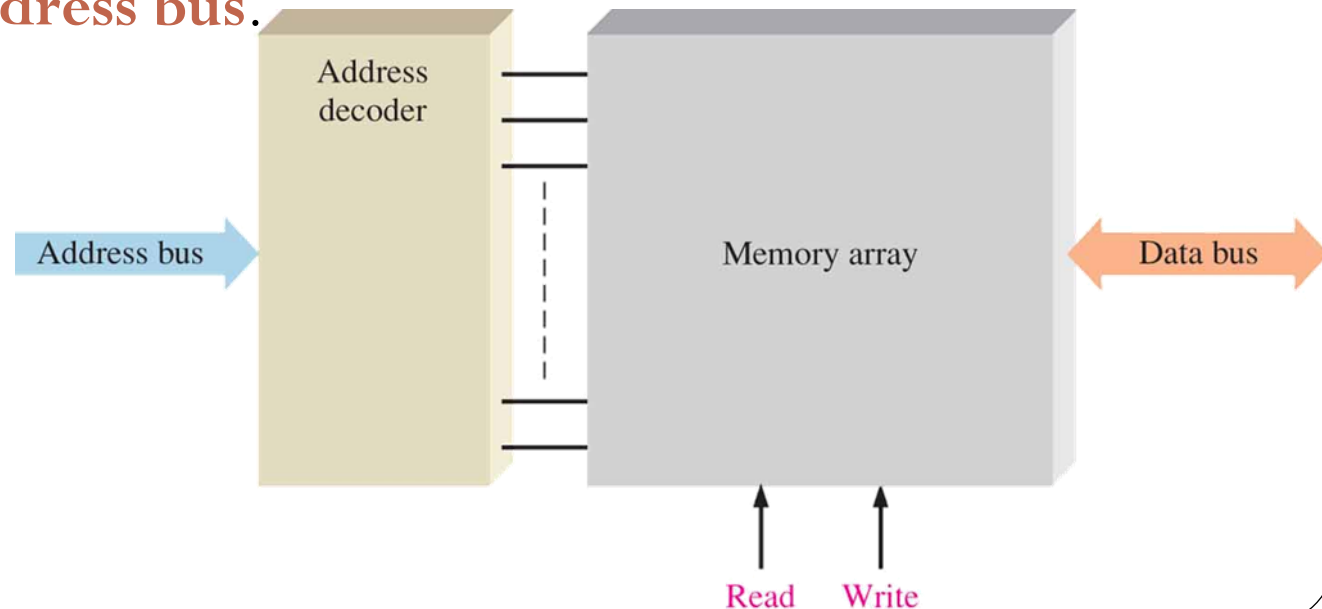 dress bus.
Address
decoder
Address bus
Memory array
Data bus
Read Write